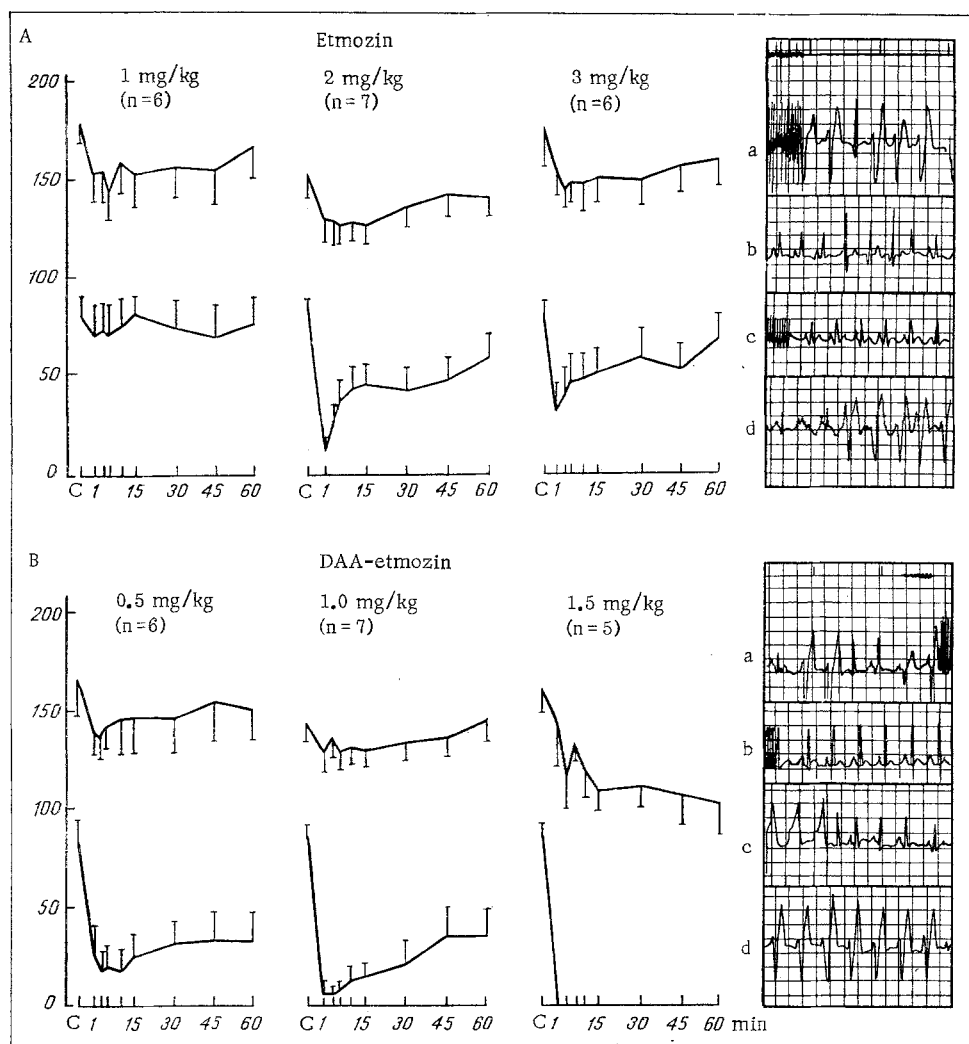 A
Etmozin
1 mg/kg
(n=6)
2 mg/kg
(n=7)
3 mg/kg
(n=6)
200
150
100
50
0
C 1 15 30 45 60
C 1 15 30 45 60
C 1 15 30 45 60
a
b
c
d
B
DAA-etmozin
0.5 mg/kg
(n=6)
1.0 mg/kg
(n=7)
1.5 mg/kg
(n=5)
200
150
100
50
0
C 1 15 30 45 60
C 1 15 30 45 60
C 1 15 30 45 60 min
a
b
c
d